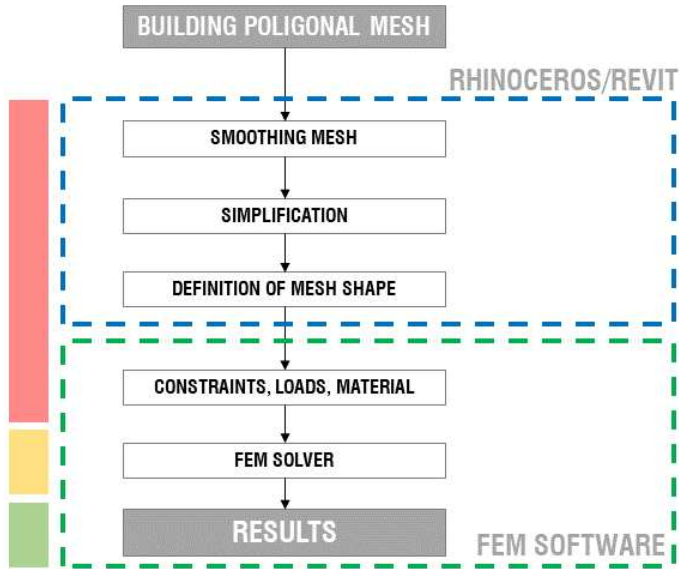 BUILDING POLIGONAL MESH
RHINOCEROS/REVIT
SMOOTHING MESH
SIMPLIFICATION
DEFINITION OF MESH SHAPE
CONSTRAINTS, LOADS, MATERIAL
FEM SOLVER
RESULTS
FEM SOFTWARE